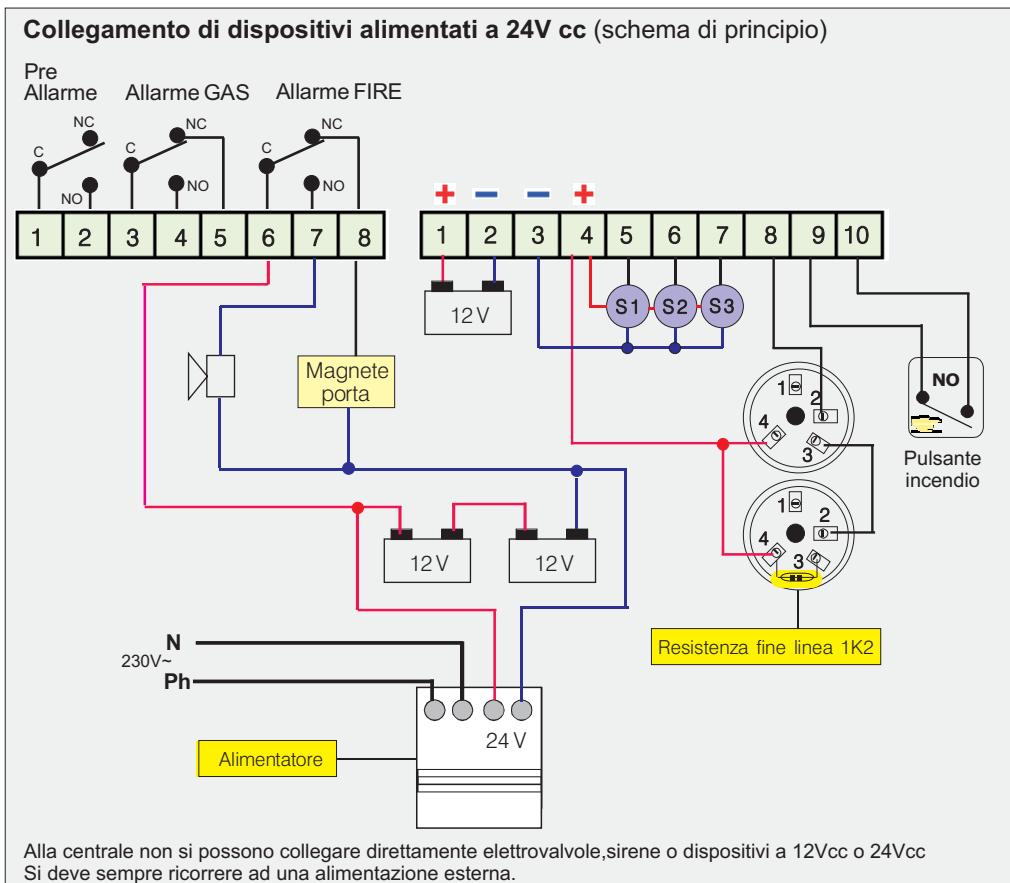 Collegamento di dispositivi alimentati a 24V cc (schema di principio)
Pre
Allarme
Allarme GAS
Allarme FIRE
NC
NC
NC
C
C
C
NO
NO
NO
+ − − +
1 2 3 4 5 6 7 8
1 2 3 4 5 6 7 8 9 10
12 V
S1 S2 S3
Magnete
porta
1
2
4
3
NO
Pulsante
incendio
1
2
4
3
12 V
12 V
Resistenza fine linea 1K2
N
230V~
Ph
24 V
Alimentatore
Alla centrale non si possono collegare direttamente elettrovalvole,sirene o dispositivi a 12Vcc o 24Vcc
Si deve sempre ricorrere ad una alimentazione esterna.